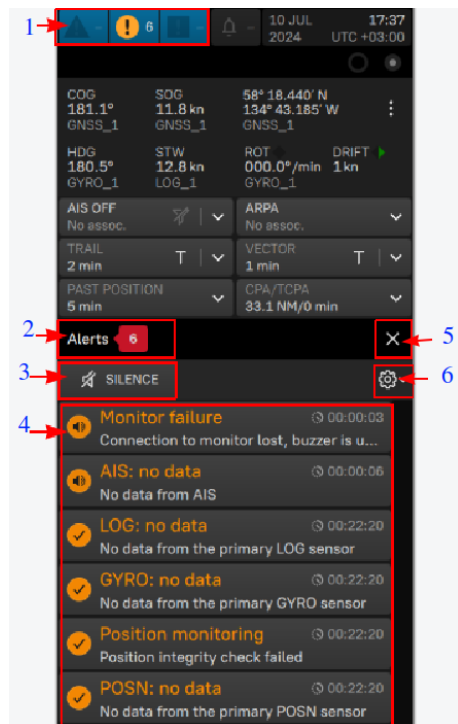 1
6
-
-
-
10 JUL 17:37
2024 UTC +03:00
COG SOG 58° 18.440′ N
181.1° 11.8 kn 134° 43.185′ W
GNSS_1 GNSS_1 GNSS_1
HDG STW ROT DRIFT
180.5° 12.8 kn 000.0°/min 1 kn
GYRO_1 LOG_1 GYRO_1
AIS OFF ARPA
No assoc. No assoc.
TRAIL T VECTOR T
2 min 1 min
PAST POSITION CPA/TCPA
5 min 33.1 NM/0 min
2 Alerts 6 5
3 SILENCE 6
4
Monitor failure 00:00:03
Connection to monitor lost, buzzer is u...
AIS: no data 00:00:06
No data from AIS
LOG: no data 00:22:20
No data from the primary LOG sensor
GYRO: no data 00:22:20
No data from the primary GYRO sensor
Position monitoring 00:22:20
Position integrity check failed
POSN: no data 00:22:20
No data from the primary POSN sensor